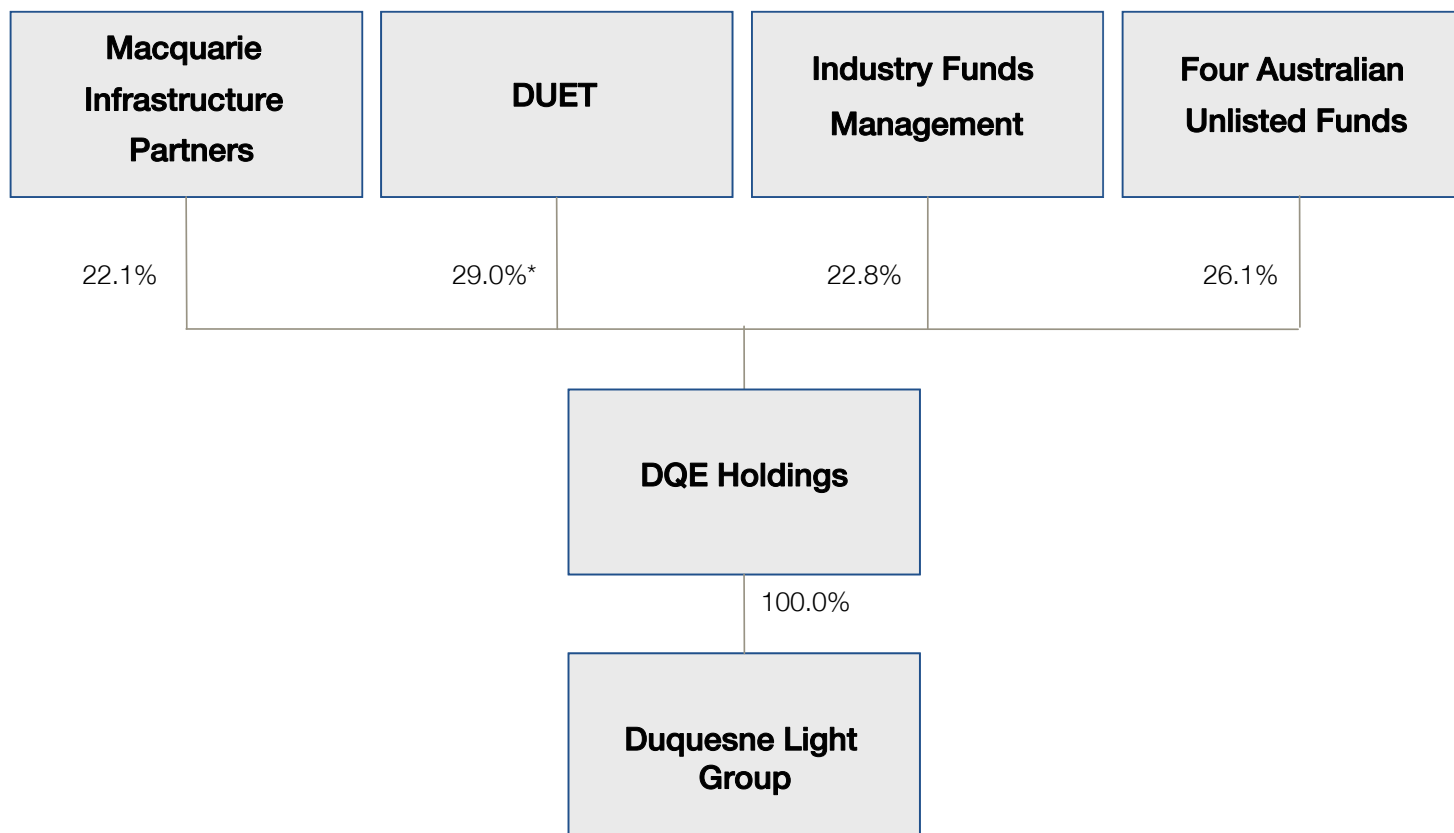 Macquarie
Infrastructure
Partners
DUET
Industry Funds
Management
Four Australian
Unlisted Funds
22.1%
29.0%*
22.8%
26.1%
DQE Holdings
100.0%
Duquesne Light
Group